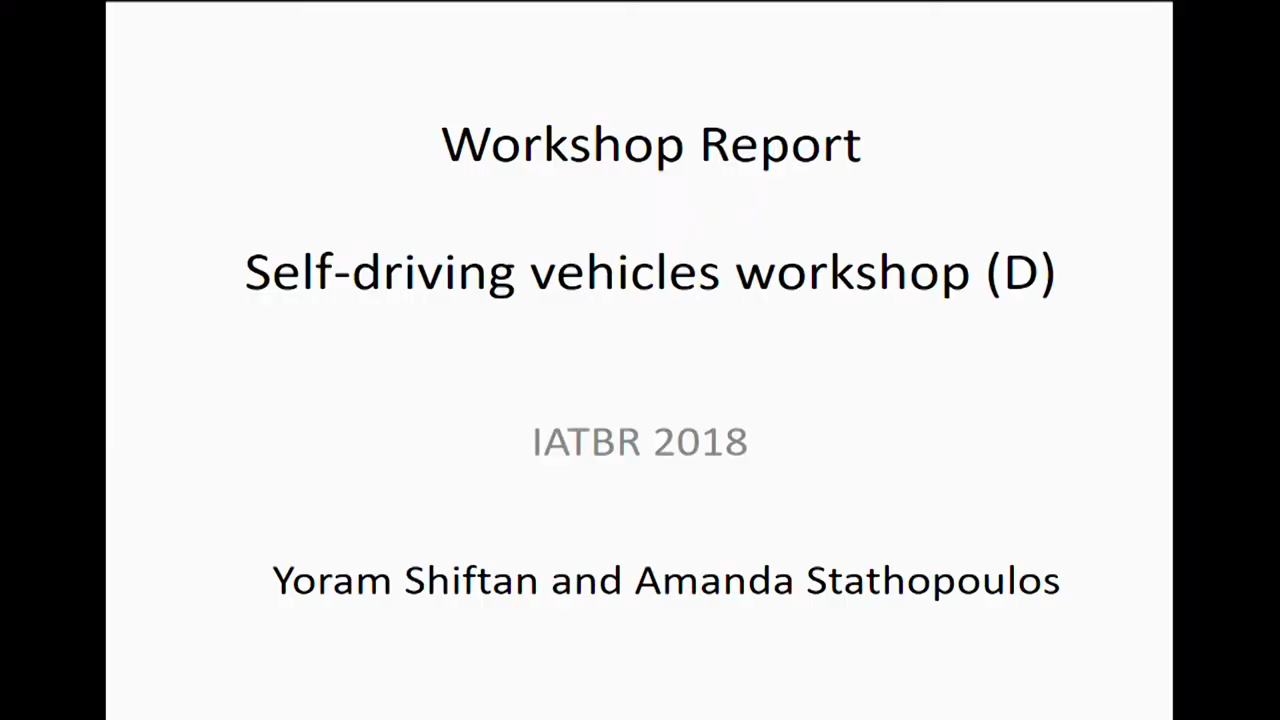 Workshop Report
Self-driving vehicles workshop (D)
IATBR 2018
Yoram Shiftan and Amanda Stathopoulos